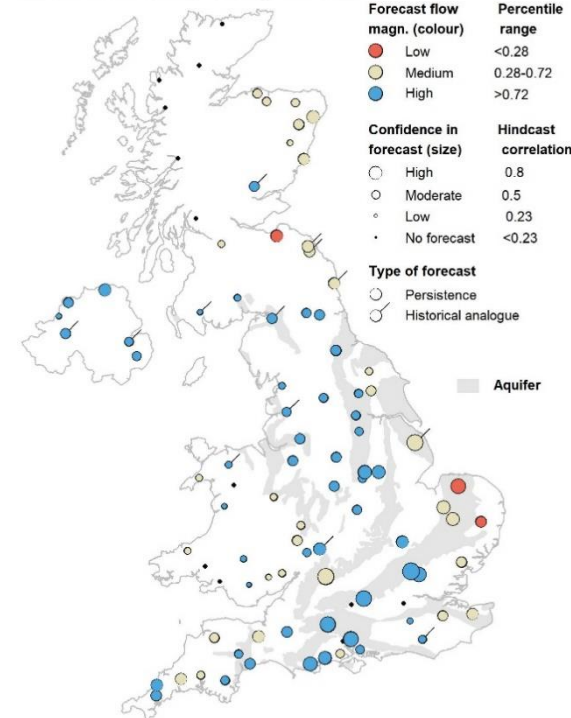 Forecast flow Percentile
magn. (colour) range
Low <0.28
Medium 0.28-0.72
High >0.72
Confidence in Hindcast
forecast (size) correlation
High 0.8
Moderate 0.5
Low 0.23
No forecast <0.23
Type of forecast
Persistence
Historical analogue
Aquifer